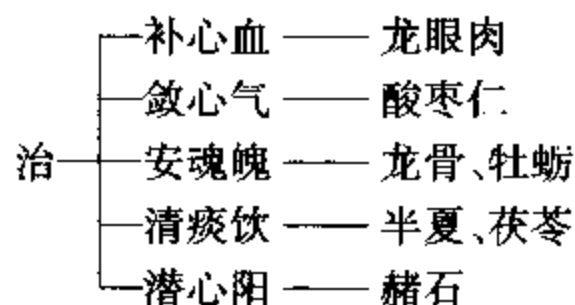 补心血 龙眼肉
敛心气 酸枣仁
治 安魂魄 龙骨、牡蛎
清痰饮 半夏、茯苓
潜心阳 赭石